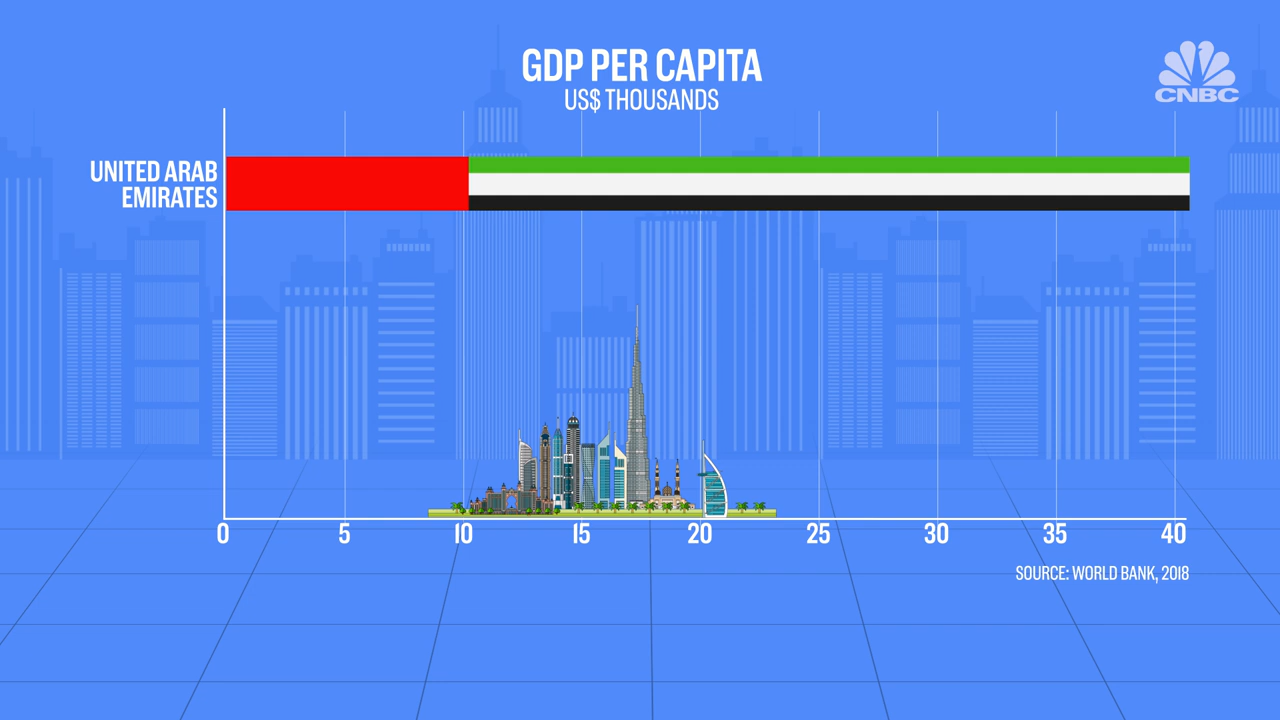 GDP PER CAPITA
US$ THOUSANDS
CNBC
UNITED ARAB
EMIRATES
0 5 10 15 20 25 30 35 40
SOURCE: WORLD BANK, 2018